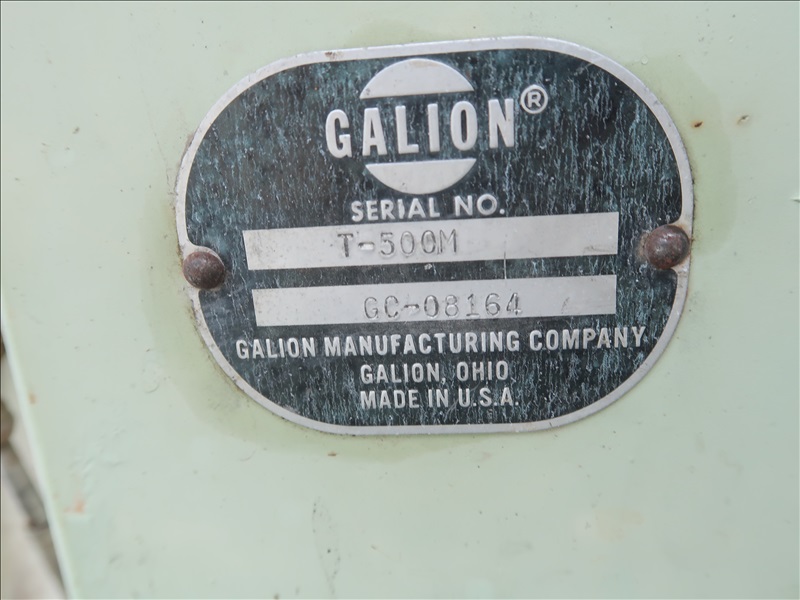 GALION®
SERIAL NO.
T-500M
GC-08164
GALION MANUFACTURING COMPANY
GALION, OHIO
MADE IN U.S.A.